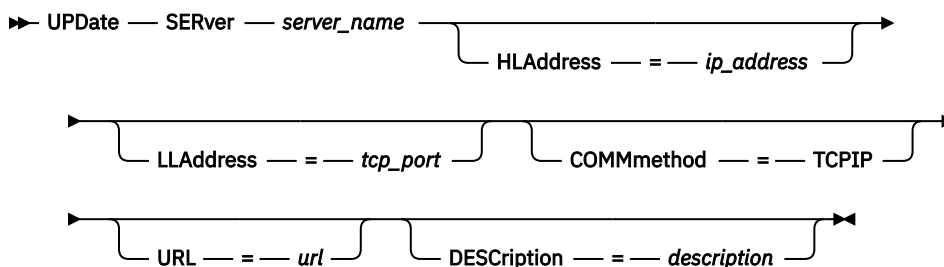 UPDate — SERver — server_name
HLAddress — = — ip_address
LLAddress — = — tcp_port COMMmethod — = — TCPIP
URL — = — url DESCription — = — description